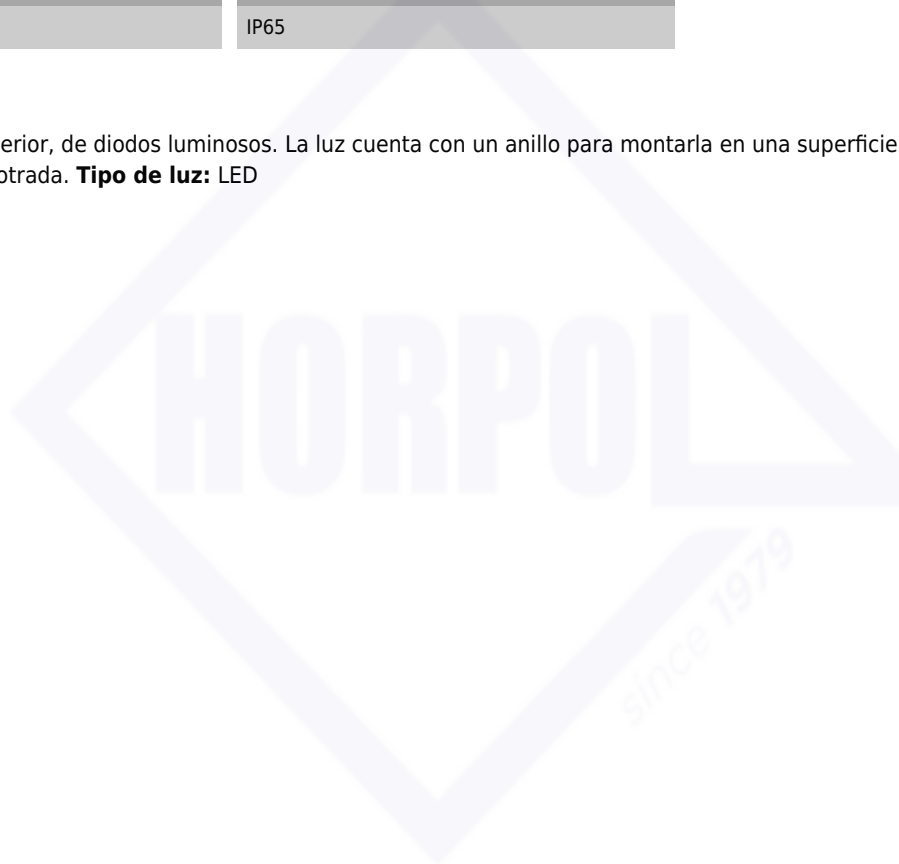 IP65
erior, de diodos luminosos. La luz cuenta con un anillo para montarla en una superficie
otrada. Tipo de luz: LED
HORPOL
since 1979